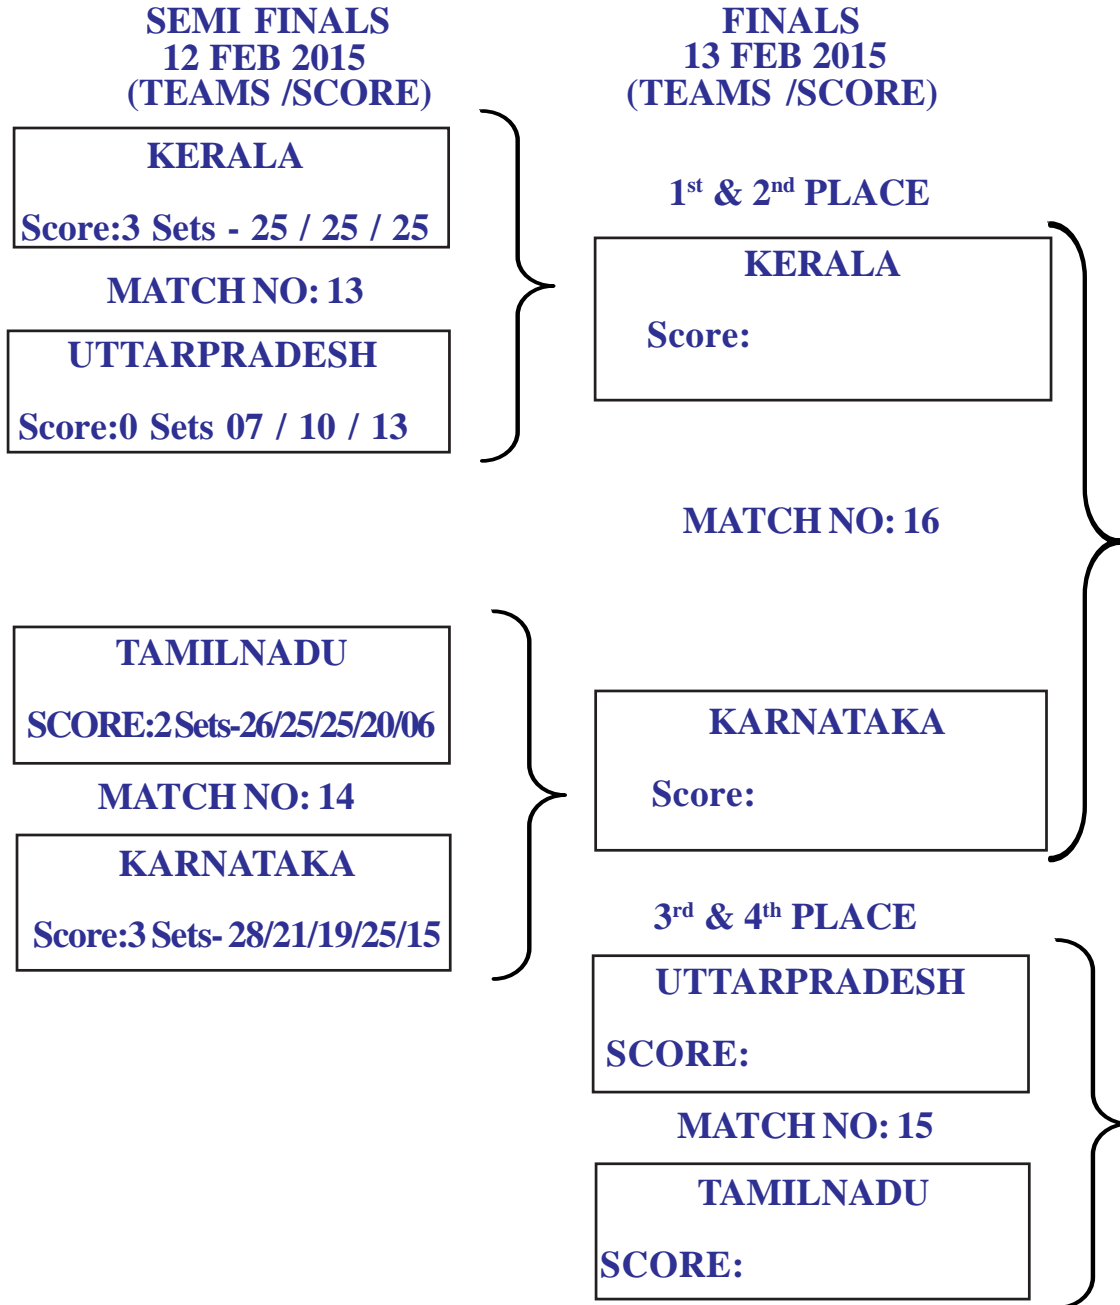 SEMI FINALS
12 FEB 2015
(TEAMS /SCORE)
KERALA
Score:3 Sets - 25 / 25 / 25
MATCH NO: 13
UTTARPRADESH
Score:0 Sets 07 / 10 / 13
TAMILNADU
SCORE:2 Sets-26/25/25/20/06
MATCH NO: 14
KARNATAKA
Score:3 Sets- 28/21/19/25/15
FINALS
13 FEB 2015
(TEAMS /SCORE)
1st & 2nd PLACE
KERALA
Score:
MATCH NO: 16
KARNATAKA
Score:
3rd & 4th PLACE
UTTARPRADESH
SCORE:
MATCH NO: 15
TAMILNADU
SCORE: